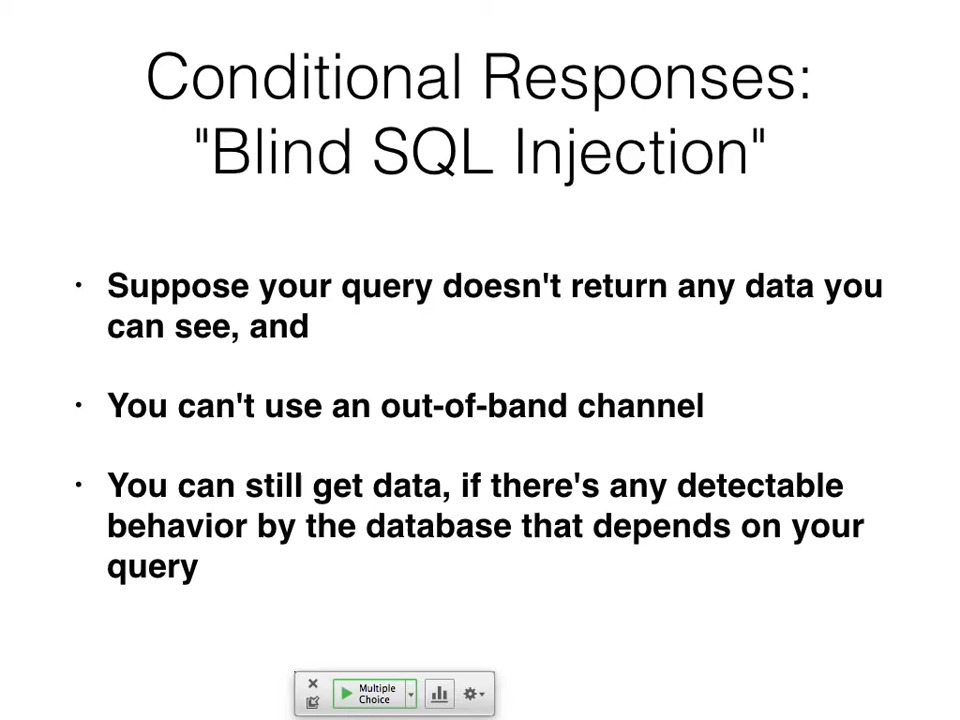 Conditional Responses:
"Blind SQL Injection"
• Suppose your query doesn't return any data you
can see, and
• You can't use an out-of-band channel
• You can still get data, if there's any detectable
behavior by the database that depends on your
query
Multiple
Choice